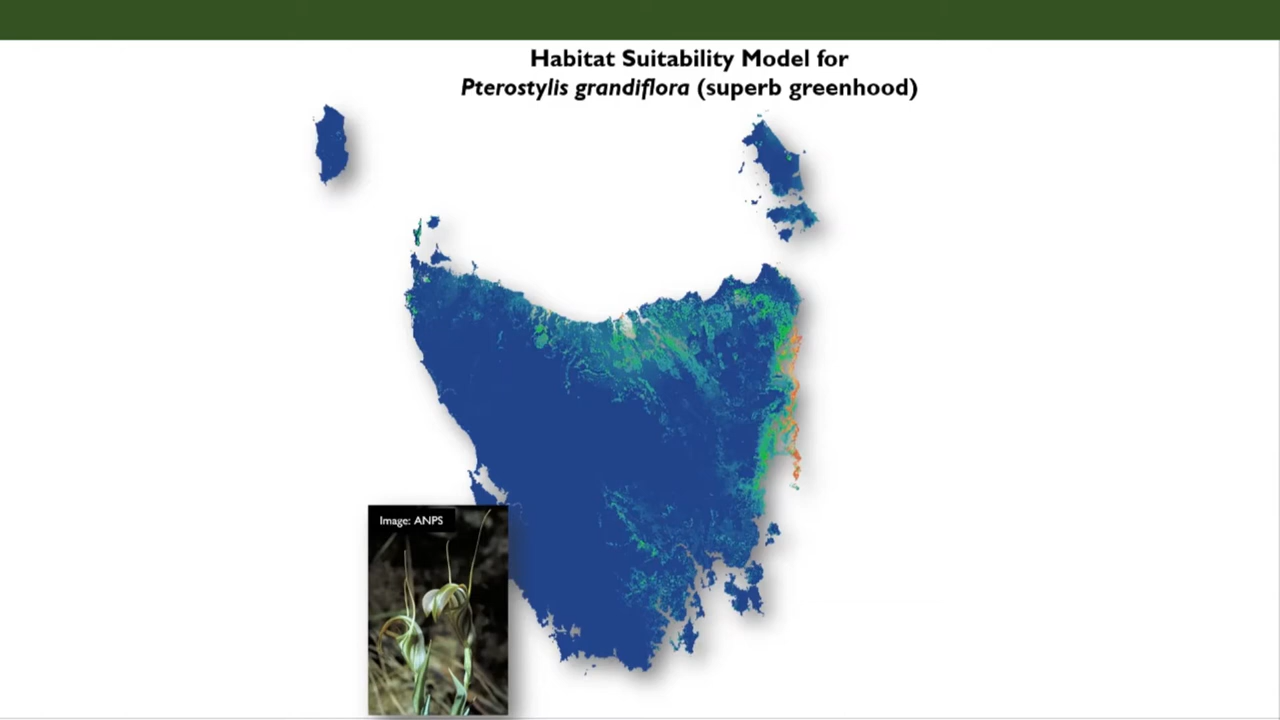 Habitat Suitability Model for
Pterostylis grandiflora (superb greenhood)
Image: ANPS